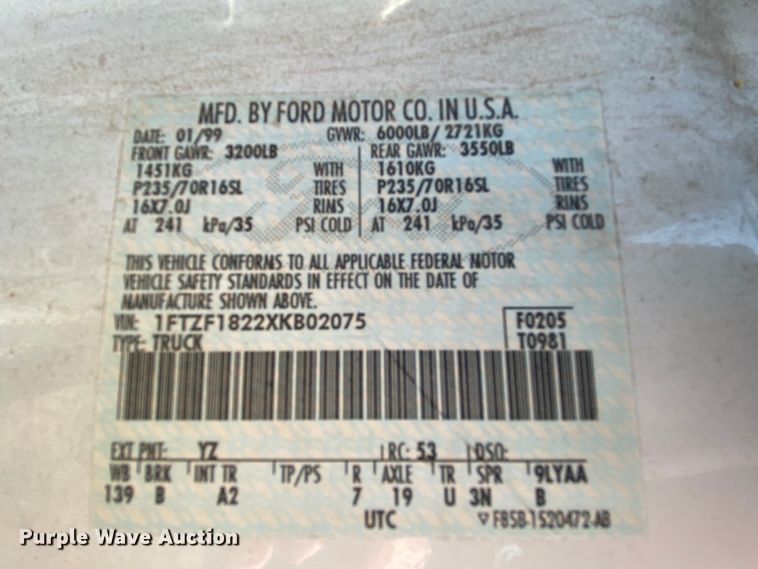 MFD. BY FORD MOTOR CO. IN U.S.A.
DATE: 01/99 GVWR: 6000LB/ 2721KG
FRONT GAWR: 3200LB REAR GAWR: 3550LB
1451KG WITH 1610KG WITH
P235/70R16SL TIRES P235/70R16SL TIRES
16X7.0J RIMS 16X7.0J RIMS
AT 241 kPa/35 PSI COLD AT 241 kPa/35 PSI COLD
THIS VEHICLE CONFORMS TO ALL APPLICABLE FEDERAL MOTOR
VEHICLE SAFETY STANDARDS IN EFFECT ON THE DATE OF
MANUFACTURE SHOWN ABOVE.
VIN: 1FTZF1822XKB02075 F0205
TYPE: TRUCK T0981
EXT PNT: YZ RC: 53 DSO:
WB BRK INT TR TP/PS R AXLE TR SPR 9LYAA
139 B A2 7 19 U 3N B
UTC ▽ F85B-1520472-AB
Purple Wave Auction